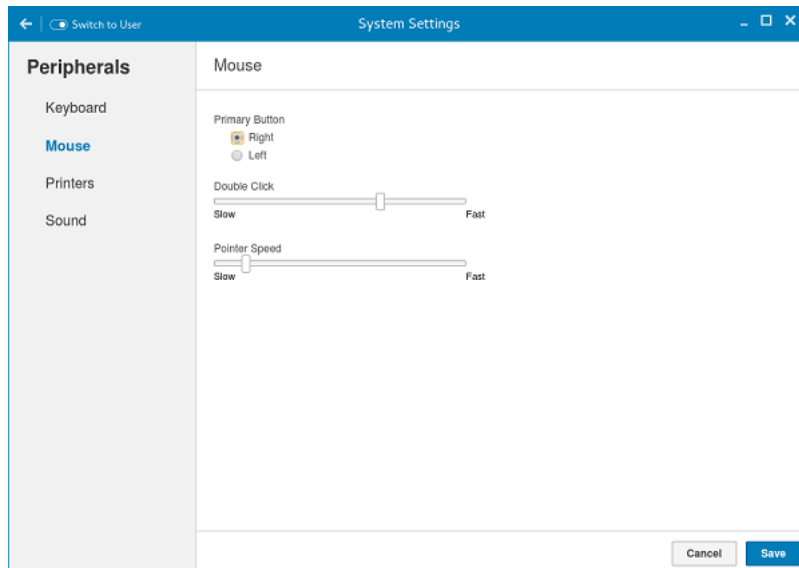 Switch to User
System Settings
Peripherals
Keyboard
Mouse
Printers
Sound
Mouse
Primary Button
Right
Left
Double Click
Slow Fast
Pointer Speed
Slow Fast
Cancel Save